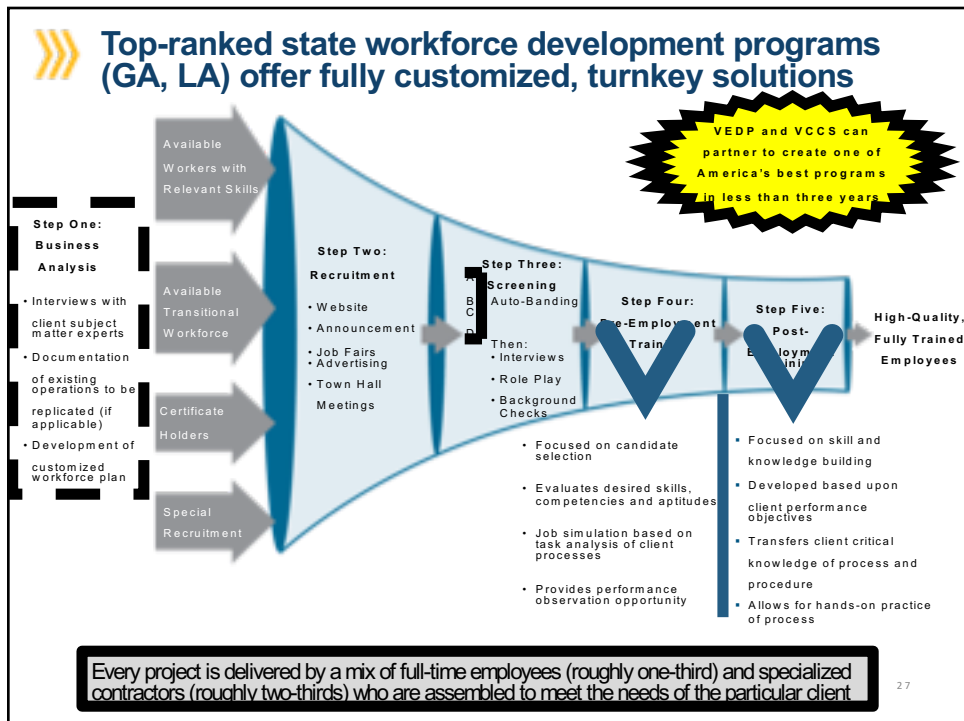 Top-ranked state workforce development programs
(GA, LA) offer fully customized, turnkey solutions
VEDP and VCCS can
partner to create one of
America's best programs
in less than three years
Step One:
Business
Analysis
• Interviews with
client subject
matter experts
• Documentation
of existing
operations to be
replicated (if
applicable)
• Development of
customized
workforce plan
Available
Workers with
Relevant Skills
Available
Transitional
Workforce
Certificate
Holders
Special
Recruitment
Step Two:
Recruitment
• Website
• Announcement
• Job Fairs
• Advertising
• Town Hall
Meetings
Step Three:
Screening
A
B
C
D
Auto-Banding
Then:
• Interviews
• Role Play
• Background
Checks
Step Four:
Step Five:
Post-
High-Quality,
Fully Trained
Employees
• Focused on candidate
selection
• Evaluates desired skills,
competencies and aptitudes
• Job simulation based on
task analysis of client
processes
• Provides performance
observation opportunity
▪ Focused on skill and
knowledge building
▪ Developed based upon
client performance
objectives
▪ Transfers client critical
knowledge of process and
procedure
▪ Allows for hands-on practice
of process
Every project is delivered by a mix of full-time employees (roughly one-third) and specialized
contractors (roughly two-thirds) who are assembled to meet the needs of the particular client
27